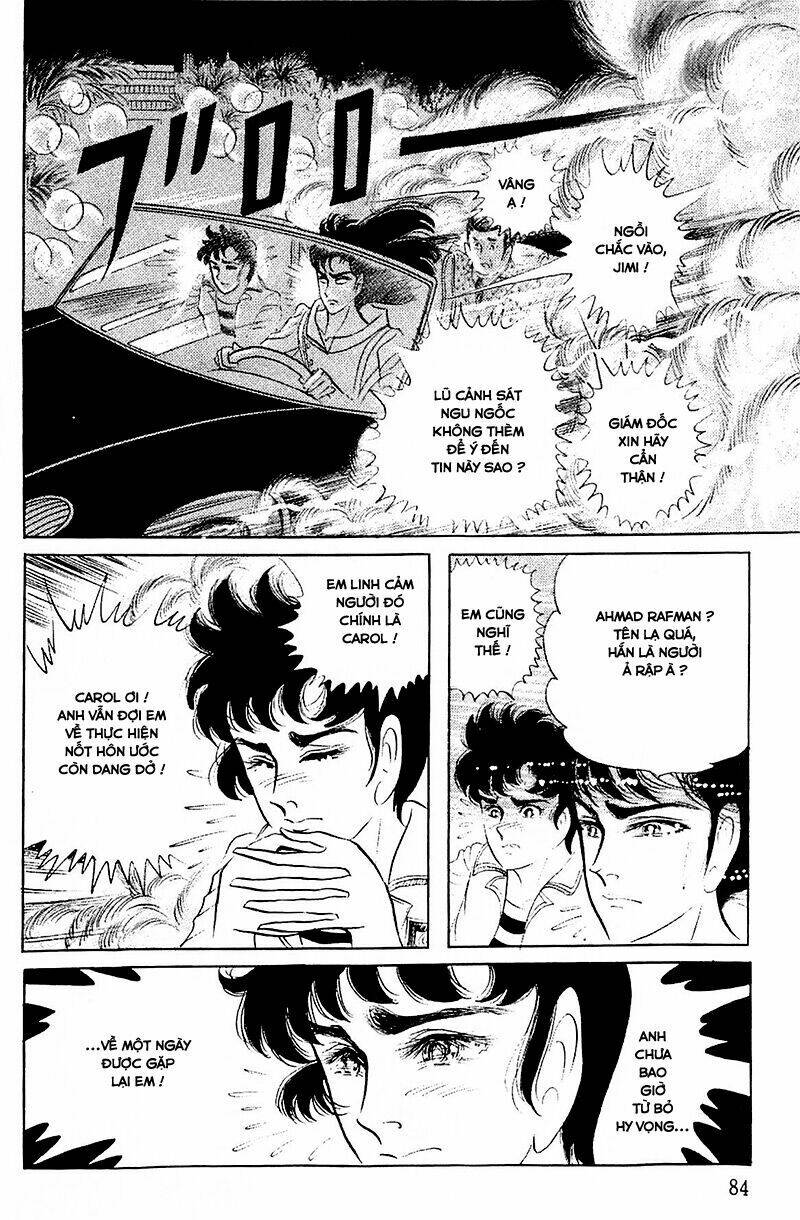 ブロロー
NGỒI
CHẮC VÀO,
JIMI !
VÂNG
Ạ !
GIÁM ĐỐC
XIN HÃY
CẨN
THẬN !
LŨ CẢNH SÁT
NGU NGỐC
KHÔNG THÈM
ĐỂ Ý ĐẾN
TIN NÀY SAO ?
AHMAD RAFMAN ?
TÊN LẠ QUÁ,
HẮN LÀ NGƯỜI
Ả RẬP À ?
EM CŨNG
NGHĨ
THẾ !
EM LINH CẢM
NGƯỜI ĐÓ
CHÍNH LÀ
CAROL !
CAROL ƠI !
ANH VẪN ĐỢI EM
VỀ THỰC HIỆN
NỐT HÔN ƯỚC
CÒN DANG DỞ !
ANH
CHƯA
BAO
GIỜ
TỪ BỎ
HY VỌNG...
...VỀ MỘT NGÀY
ĐƯỢC GẶP
LẠI EM !
84